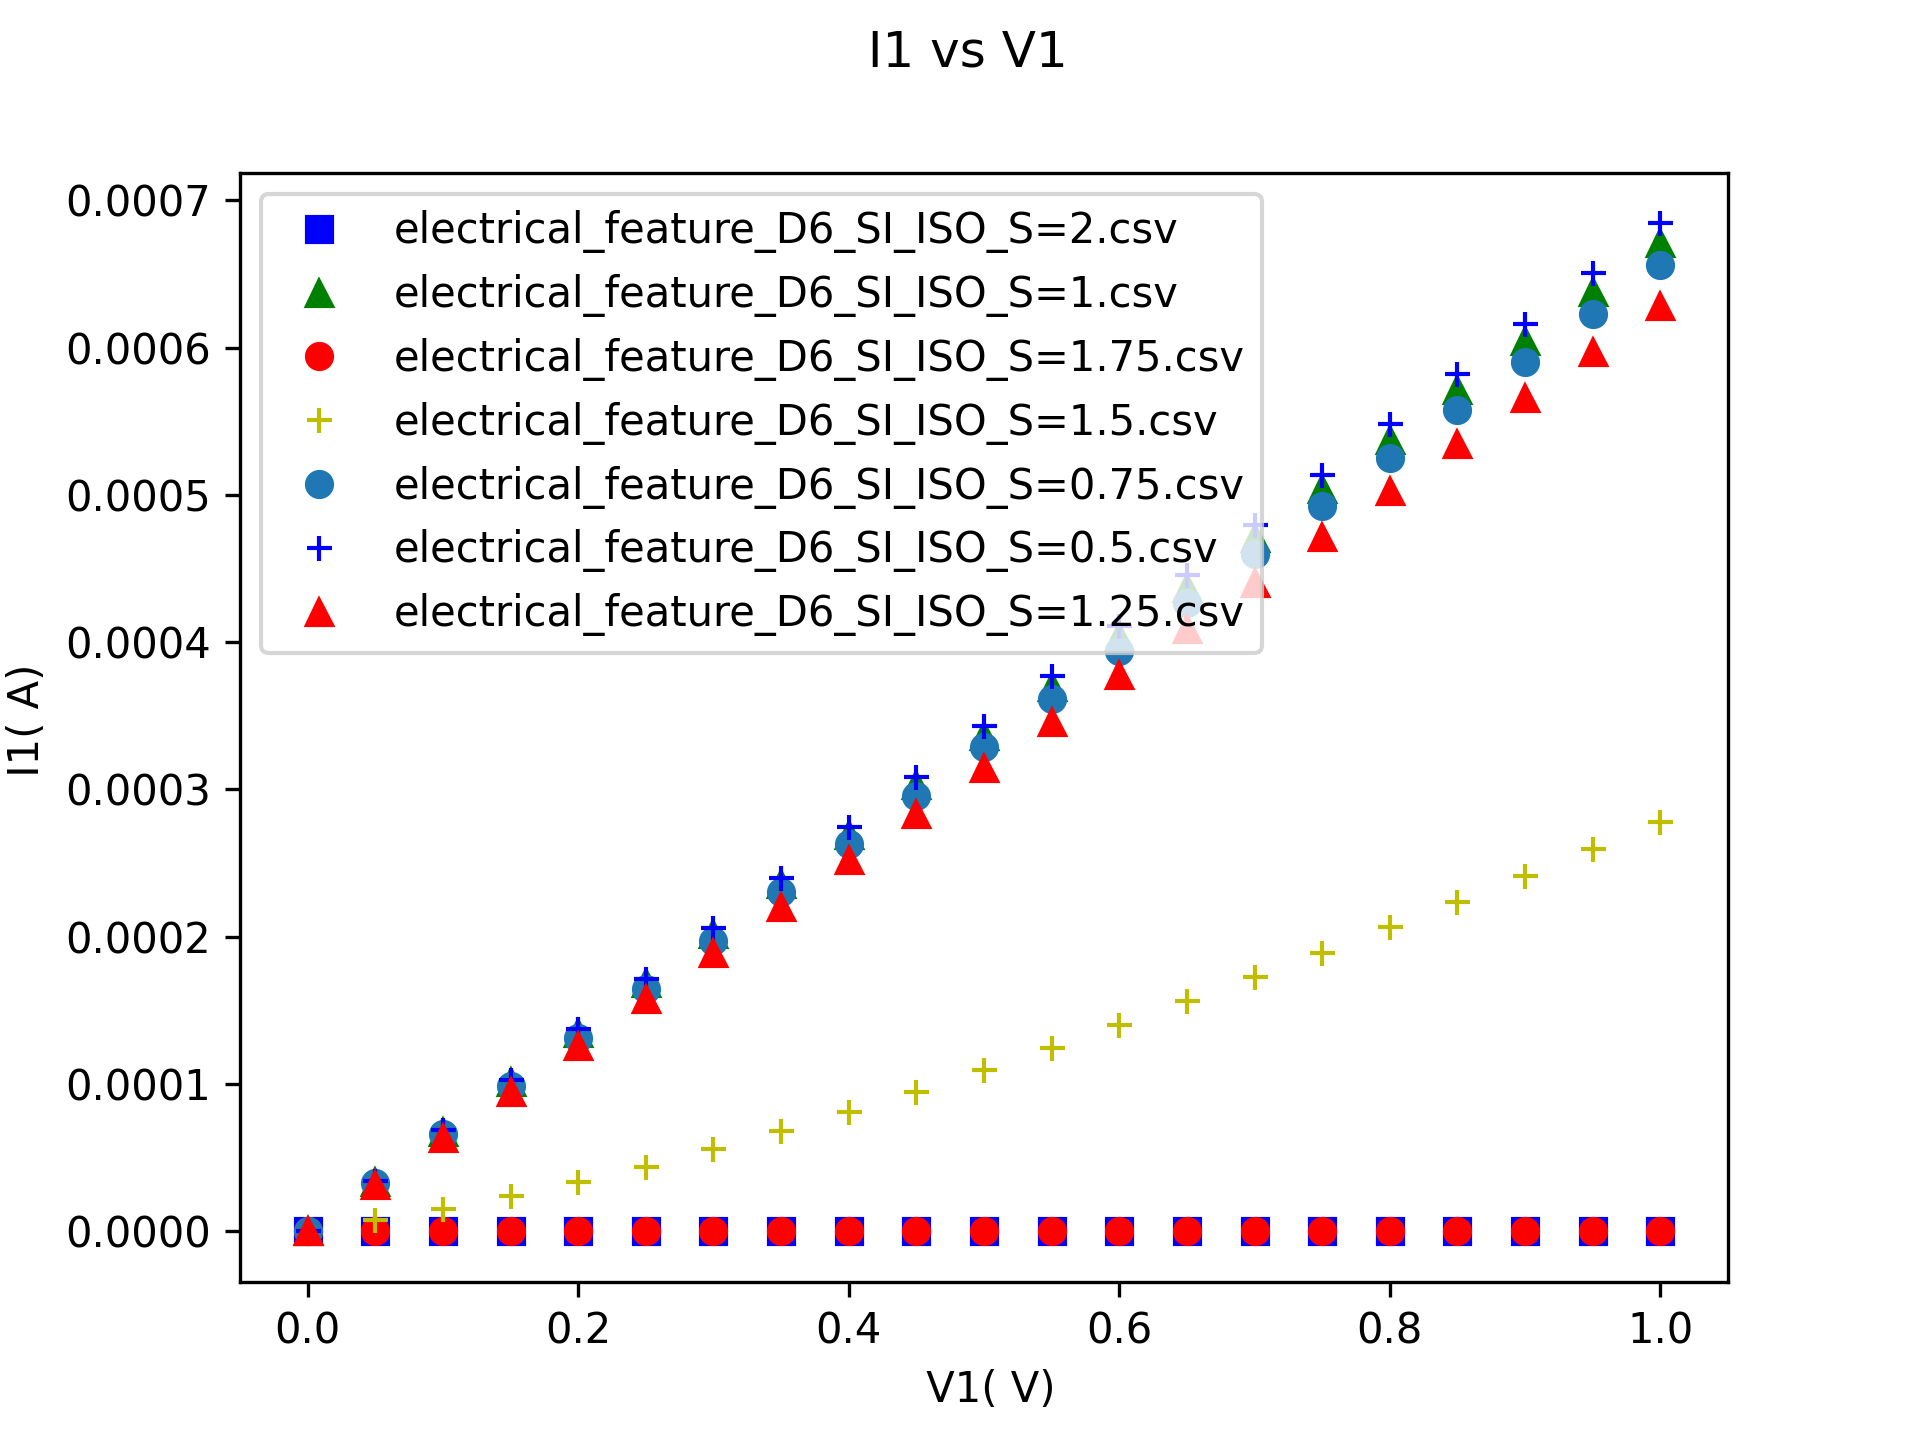 I1 vs V1
0.0007
0.0006
0.0005
0.0004
0.0003
0.0002
0.0001
0.0000
I1( A)
electrical_feature_D6_SI_ISO_S=2.csv
electrical_feature_D6_SI_ISO_S=1.csv
electrical_feature_D6_SI_ISO_S=1.75.csv
electrical_feature_D6_SI_ISO_S=1.5.csv
electrical_feature_D6_SI_ISO_S=0.75.csv
electrical_feature_D6_SI_ISO_S=0.5.csv
electrical_feature_D6_SI_ISO_S=1.25.csv
0.0 0.2 0.4 0.6 0.8 1.0
V1( V)